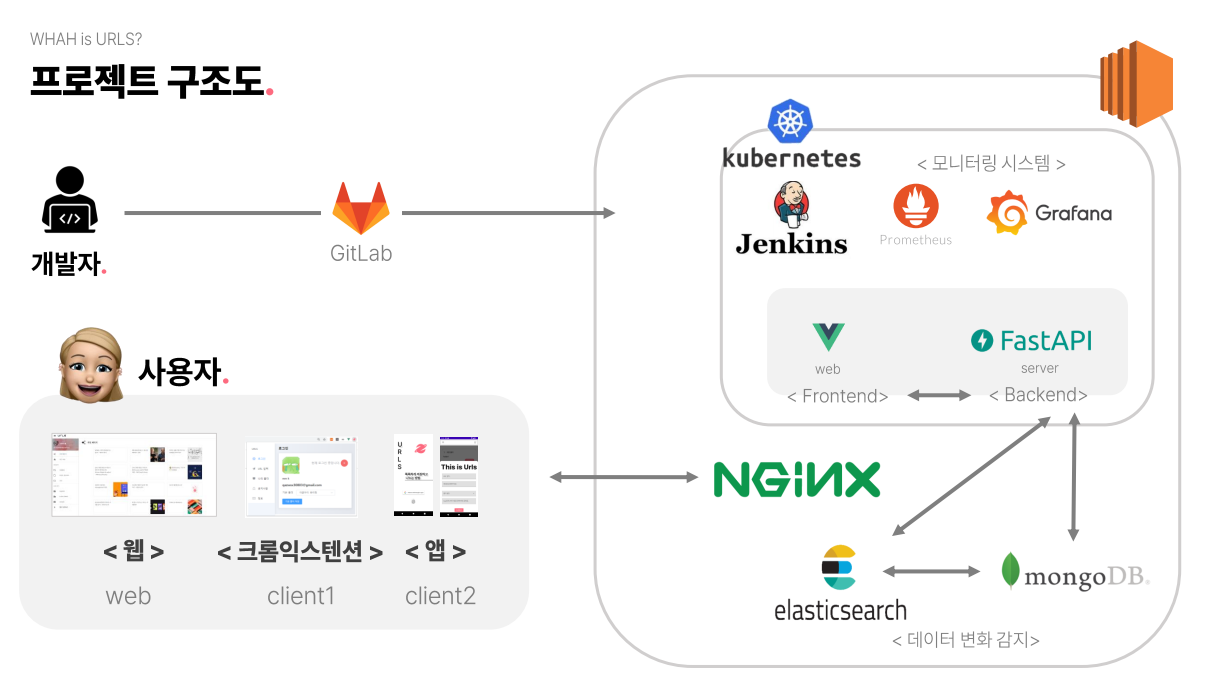 WHAH is URLS?
프로젝트 구조도.
kubernetes
< 모니터링 시스템 >
Jenkins
Prometheus
Grafana
개발자.
GitLab
사용자.
web
FastAPI
server
< Frontend>
< Backend>
NGINX
URLS
This is Urls
< 웹 >
< 크롬익스텐션 >
< 앱 >
web
client1
client2
elasticsearch
mongoDB.
< 데이터 변화 감지>